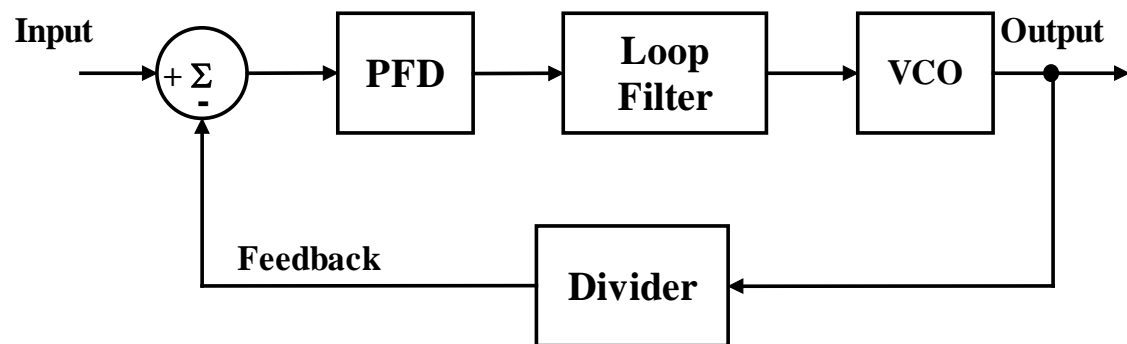 Input
+ Σ
-
PFD
Loop
Filter
VCO
Output
Feedback
Divider